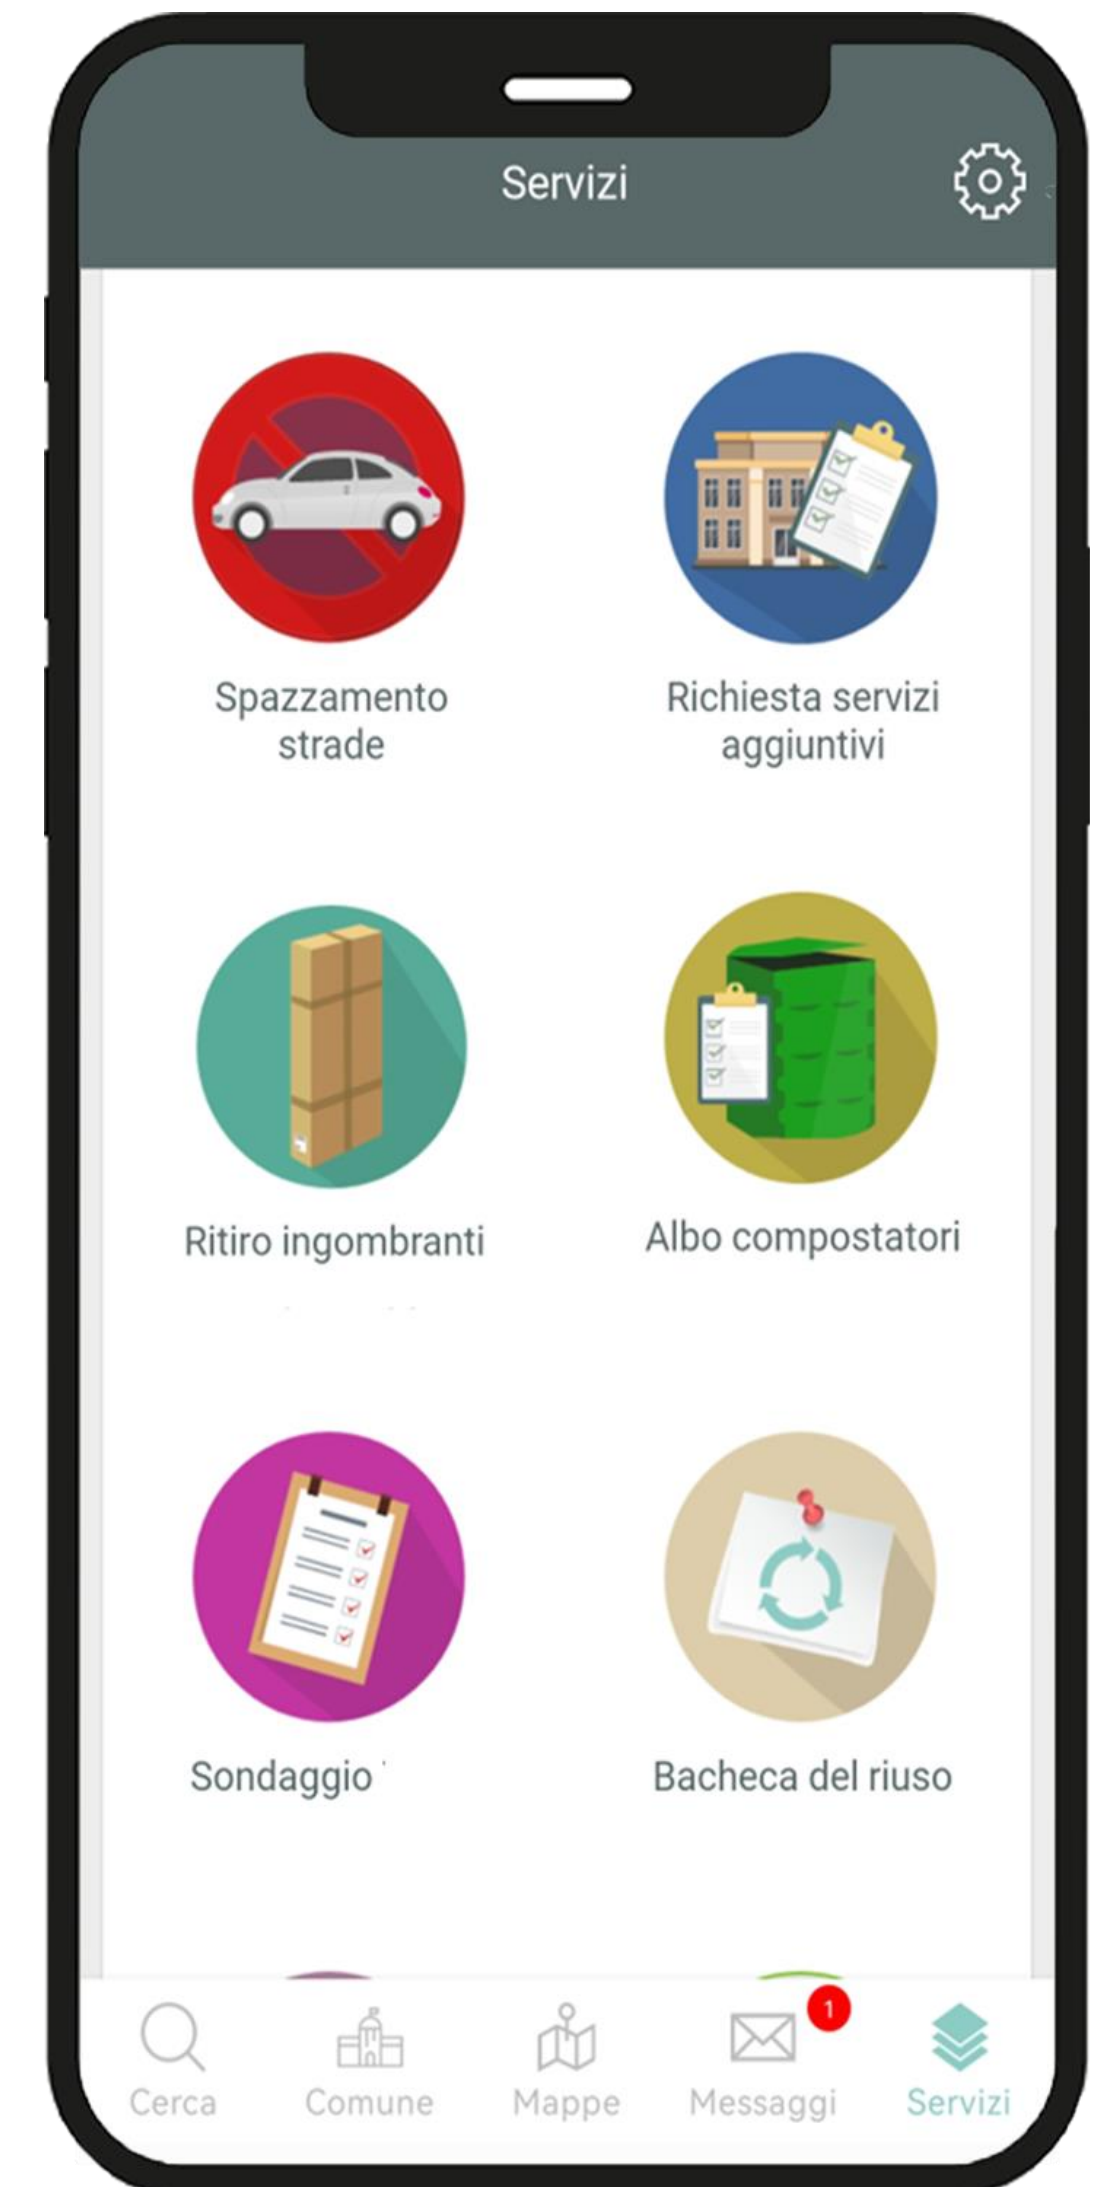 Servizi
Spazzamento
strade
Richiesta servizi
aggiuntivi
Ritiro ingombranti
Albo compostatori
Sondaggio
Bacheca del riuso
1
Cerca
Comune
Mappe
Messaggi
Servizi